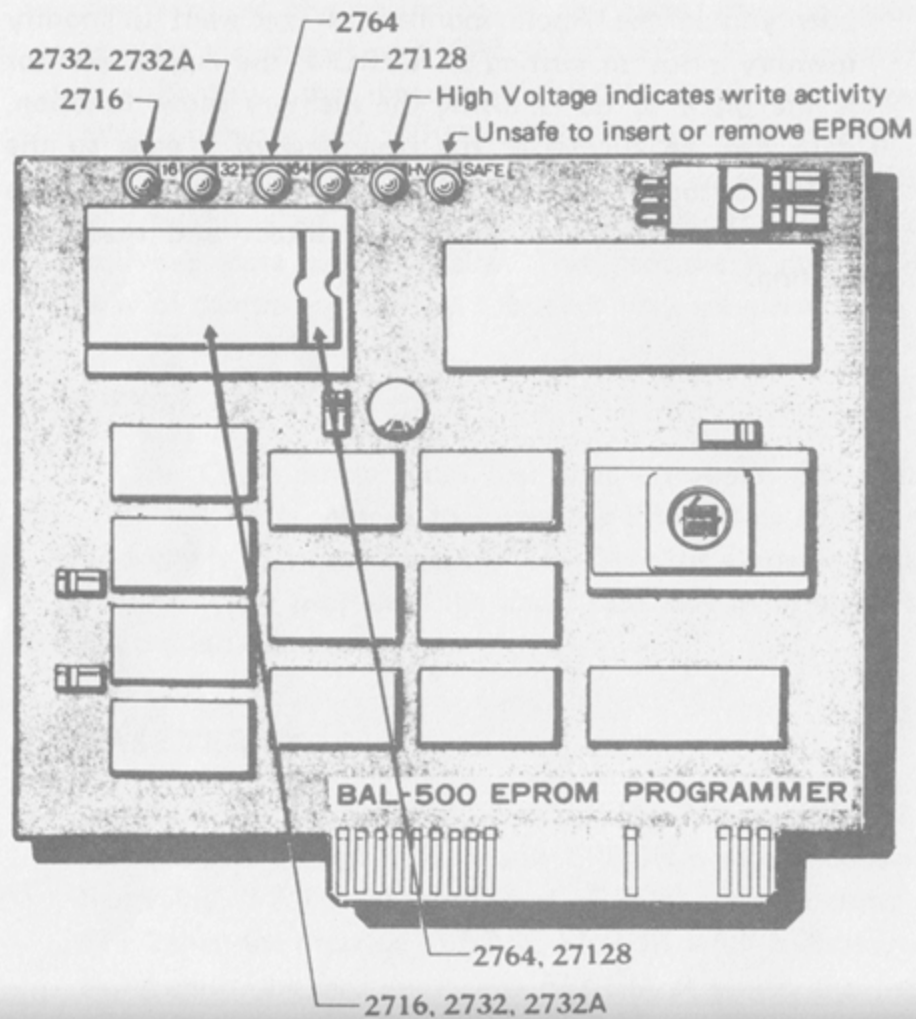 2764
2732, 2732A
27128
2716
High Voltage indicates write activity
Unsafe to insert or remove EPROM
16 32 64 128 HV SAFE
BAL-500 EPROM PROGRAMMER
2764, 27128
2716, 2732, 2732A